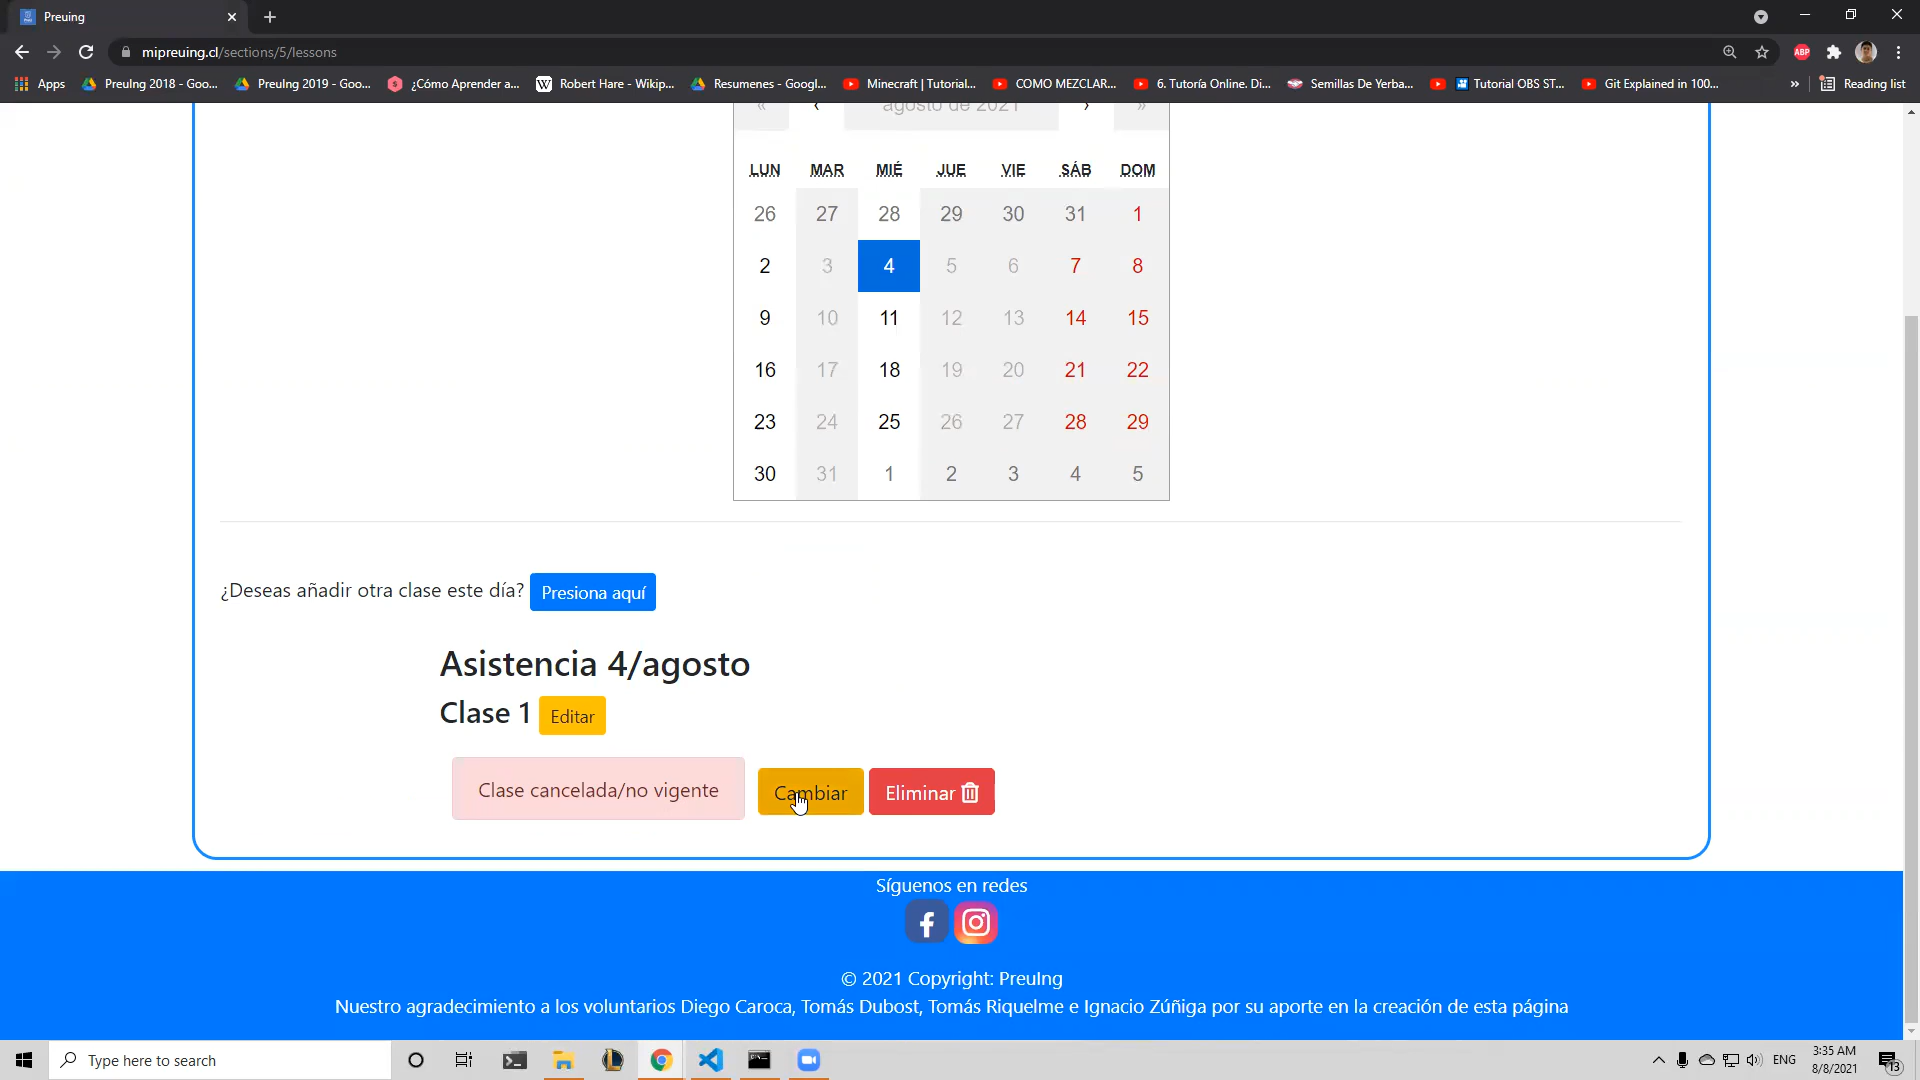 Preuing
mipreuing.cl/sections/5/lessons
ABP
Apps PreuIng 2018 - Goo... PreuIng 2019 - Goo... ¿Cómo Aprender a... W Robert Hare - Wikip... Resumenes - Googl... Minecraft | Tutorial... COMO MEZCLAR... 6. Tutoría Online. Di... Semillas De Yerba... Tutorial OBS ST... Git Explained in 100... » Reading list
« ‹ agosto de 2021 › »
LUN MAR MIÉ JUE VIE SÁB DOM
26 27 28 29 30 31 1
2 3 4 5 6 7 8
9 10 11 12 13 14 15
16 17 18 19 20 21 22
23 24 25 26 27 28 29
30 31 1 2 3 4 5
¿Deseas añadir otra clase este día? Presiona aquí
Asistencia 4/agosto
Clase 1 Editar
Clase cancelada/no vigente Cambiar Eliminar
Síguenos en redes
© 2021 Copyright: PreuIng
Nuestro agradecimiento a los voluntarios Diego Caroca, Tomás Dubost, Tomás Riquelme e Ignacio Zúñiga por su aporte en la creación de esta página
Type here to search
ENG
3:35 AM
8/8/2021
13